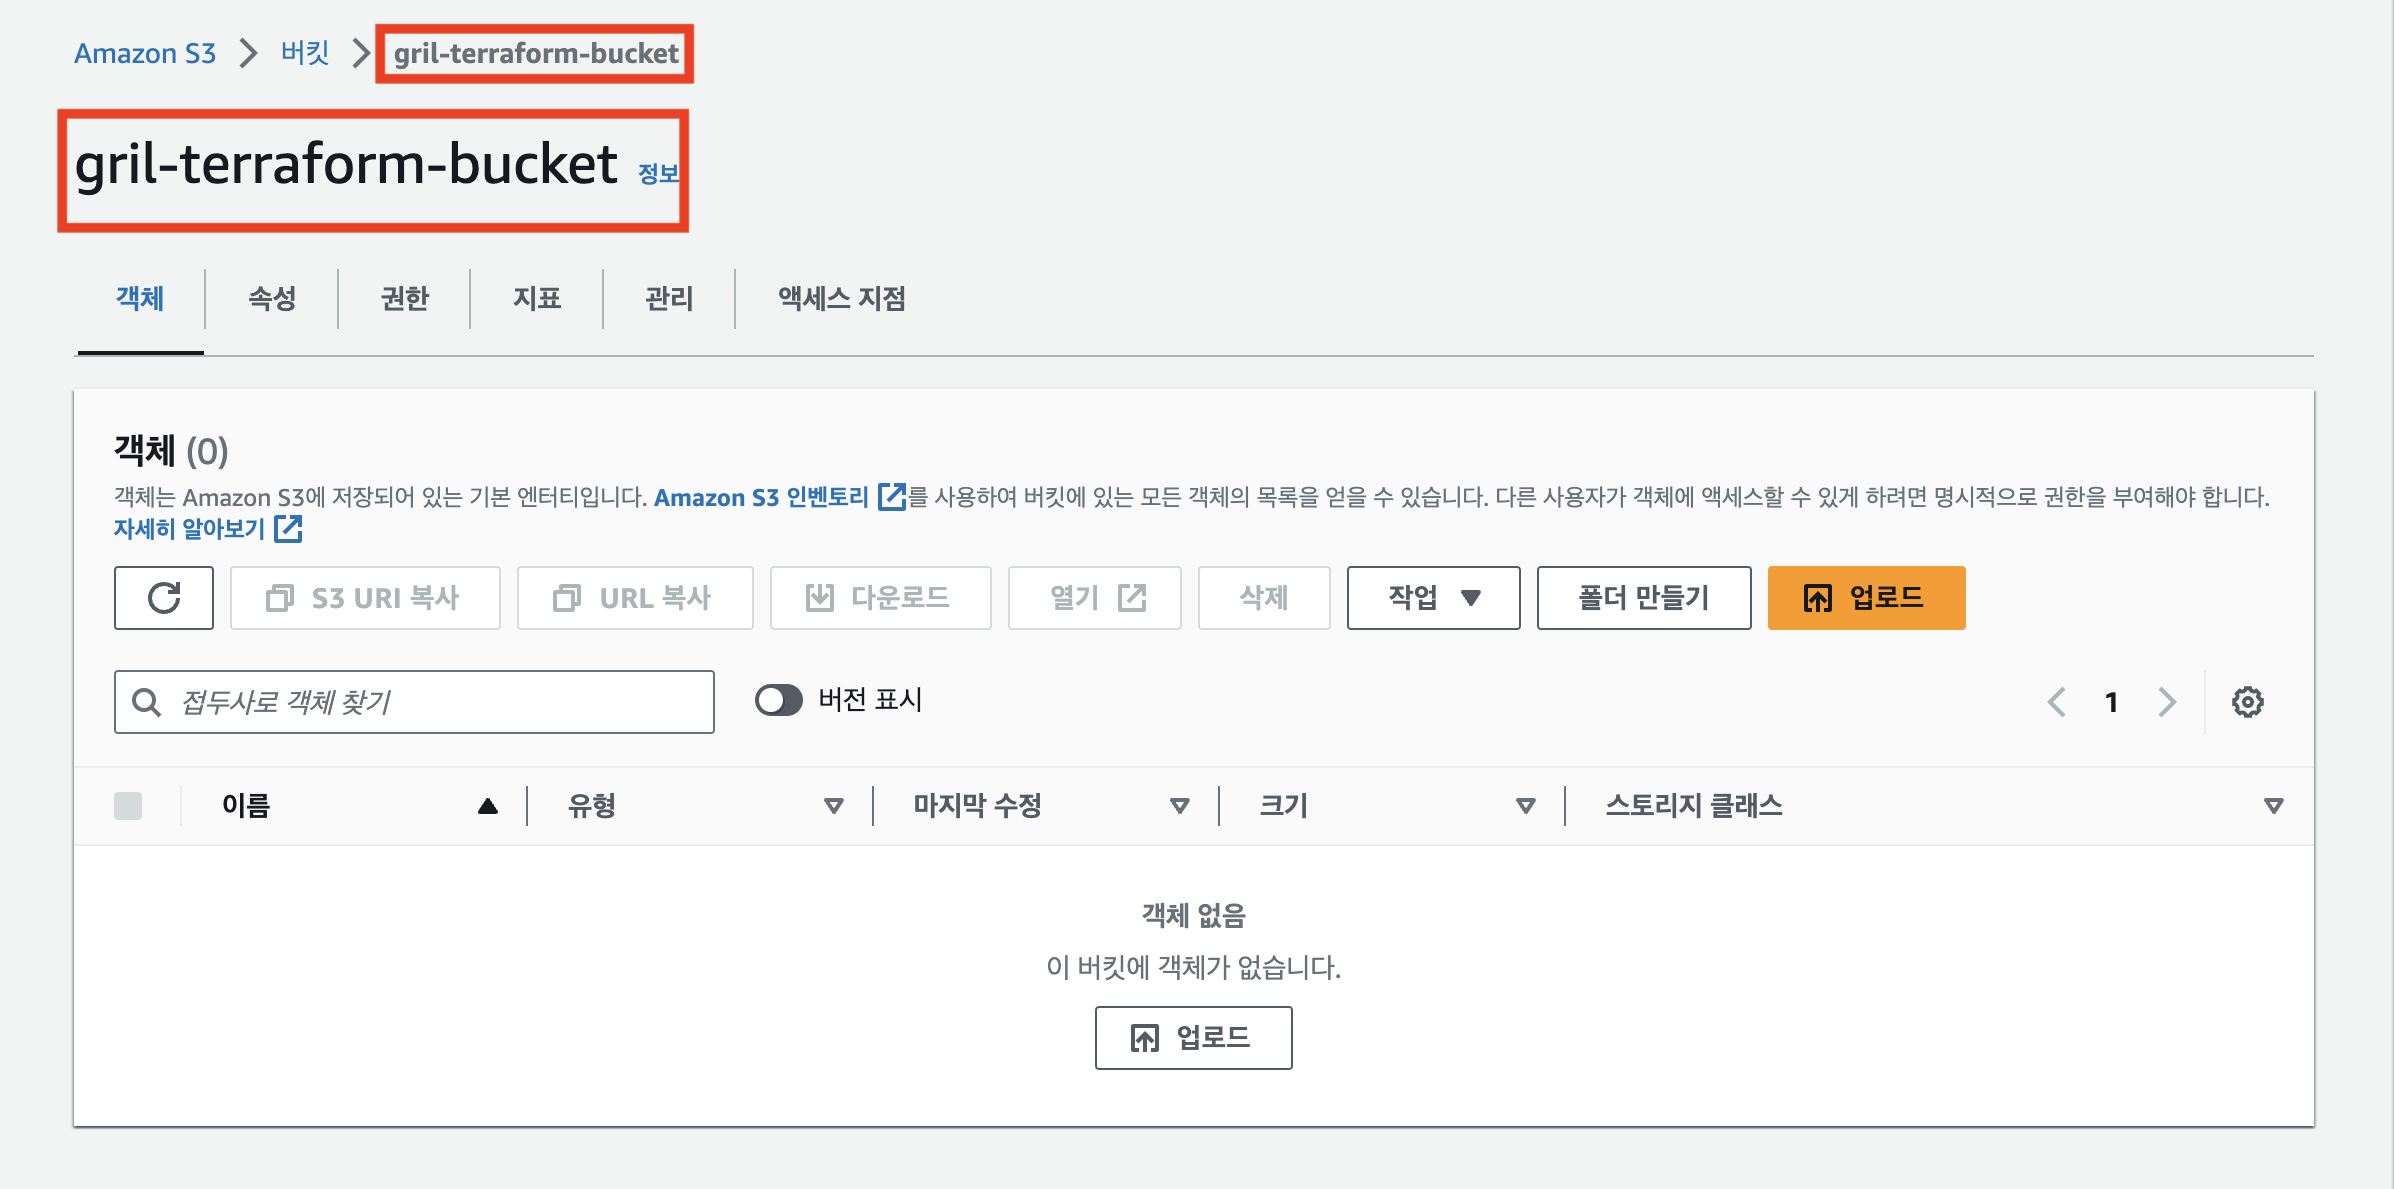 Amazon S3 버킷 gril-terraform-bucket
gril-terraform-bucket 정보
객체 속성 권한 지표 관리 액세스 지점
객체 (0)
객체는 Amazon S3에 저장되어 있는 기본 엔터티입니다. Amazon S3 인벤토리 를 사용하여 버킷에 있는 모든 객체의 목록을 얻을 수 있습니다. 다른 사용자가 객체에 액세스할 수 있게 하려면 명시적으로 권한을 부여해야 합니다.
자세히 알아보기
S3 URI 복사 URL 복사 다운로드 열기 삭제 작업 폴더 만들기 업로드
접두사로 객체 찾기 버전 표시 1
이름 유형 마지막 수정 크기 스토리지 클래스
객체 없음
이 버킷에 객체가 없습니다.
업로드